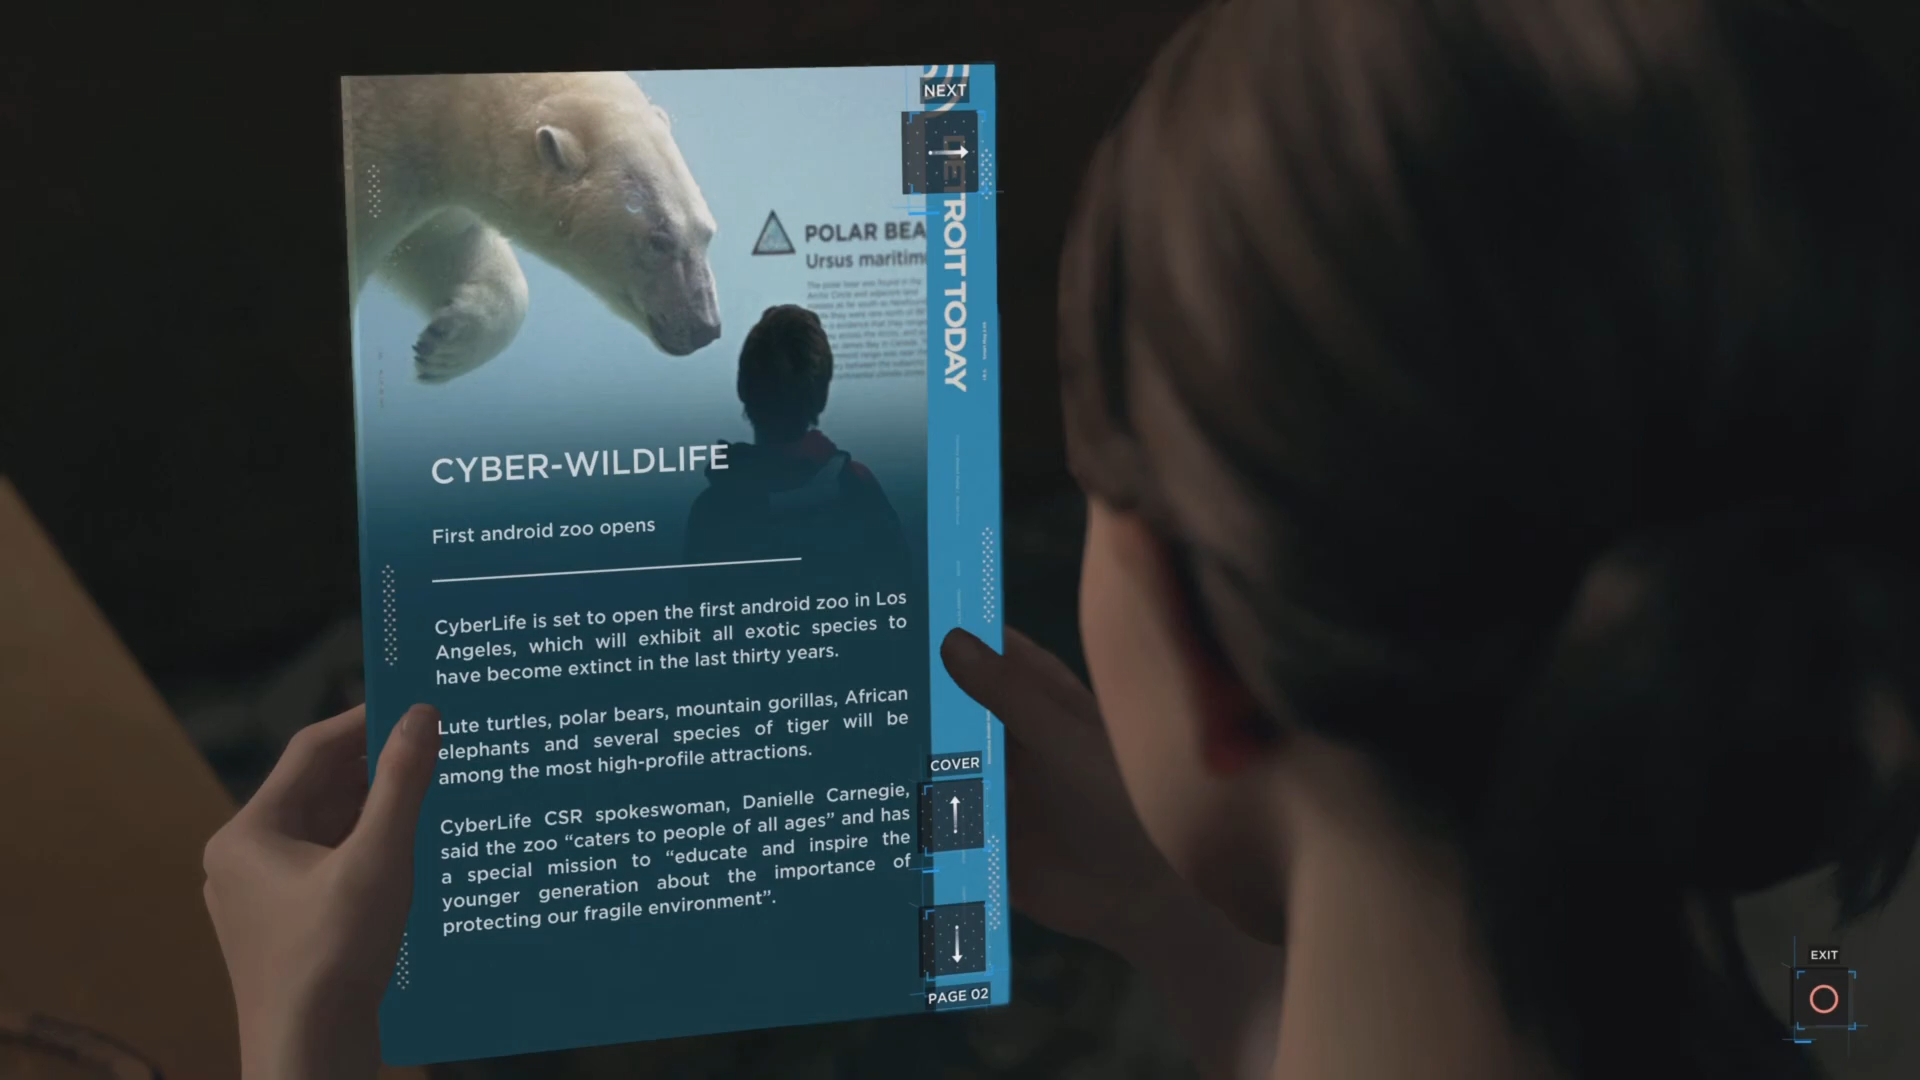 NEXT
POLAR BEA
Ursus maritim
DETROIT TODAY
CYBER-WILDLIFE
First android zoo opens
CyberLife is set to open the first android zoo in Los
Angeles, which will exhibit all exotic species to
have become extinct in the last thirty years.
Lute turtles, polar bears, mountain gorillas, African
elephants and several species of tiger will be
among the most high-profile attractions.
CyberLife CSR spokeswoman, Danielle Carnegie,
said the zoo “caters to people of all ages” and has
a special mission to “educate and inspire the
younger generation about the importance of
protecting our fragile environment”.
COVER
PAGE 02
EXIT